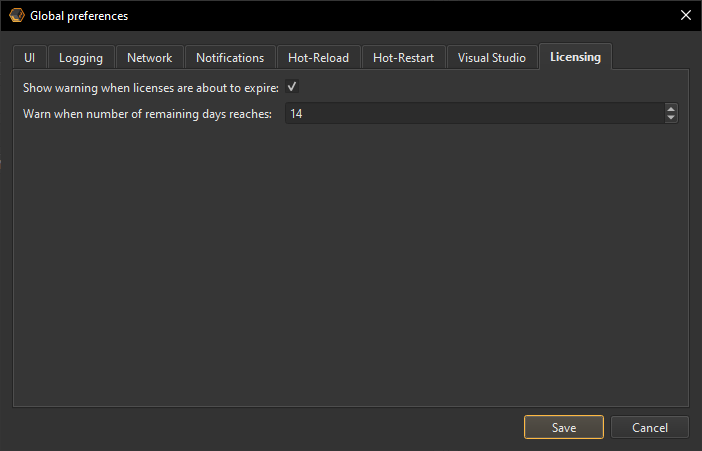 Global preferences
UI Logging Network Notifications Hot-Reload Hot-Restart Visual Studio Licensing
Show warning when licenses are about to expire:
Warn when number of remaining days reaches: 14
Save Cancel